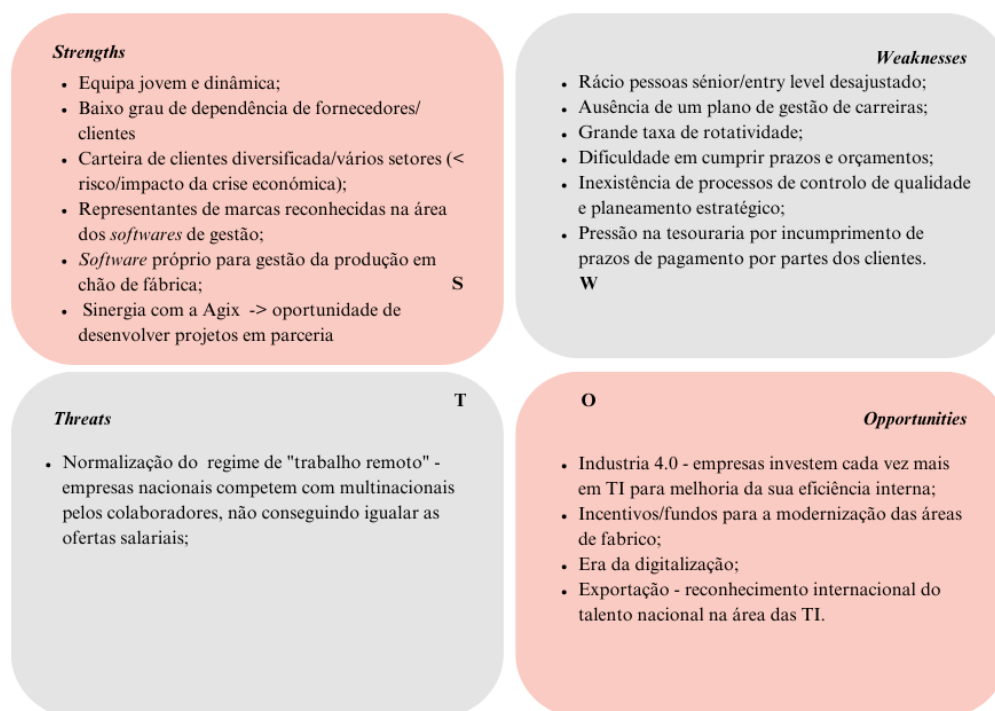 Strengths
• Equipa jovem e dinâmica;
• Baixo grau de dependência de fornecedores/
clientes
• Carteira de clientes diversificada/vários setores (<
risco/impacto da crise económica);
• Representantes de marcas reconhecidas na área
dos softwares de gestão;
• Software próprio para gestão da produção em
chão de fábrica;
S
• Sinergia com a Agix -> oportunidade de
desenvolver projetos em parceria
Weaknesses
• Rácio pessoas sénior/entry level desajustado;
• Ausência de um plano de gestão de carreiras;
• Grande taxa de rotatividade;
• Dificuldade em cumprir prazos e orçamentos;
• Inexistência de processos de controlo de qualidade
e planeamento estratégico;
• Pressão na tesouraria por incumprimento de
prazos de pagamento por partes dos clientes.
W
T
Threats
• Normalização do regime de "trabalho remoto" -
empresas nacionais competem com multinacionais
pelos colaboradores, não conseguindo igualar as
ofertas salariais;
O
Opportunities
• Industria 4.0 - empresas investem cada vez mais
em TI para melhoria da sua eficiência interna;
• Incentivos/fundos para a modernização das áreas
de fabrico;
• Era da digitalização;
• Exportação - reconhecimento internacional do
talento nacional na área das TI.